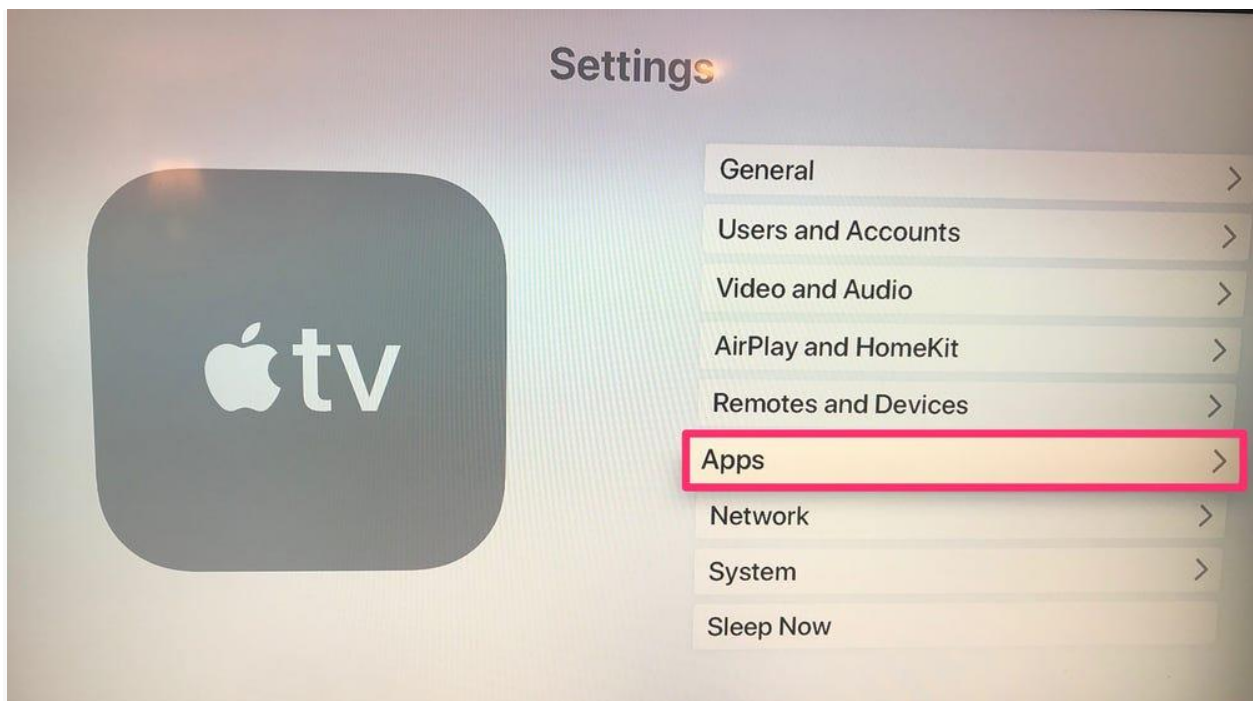 Settings
General
Users and Accounts
Video and Audio
AirPlay and HomeKit
tv
Remotes and Devices
Apps
Network
System
Sleep Now